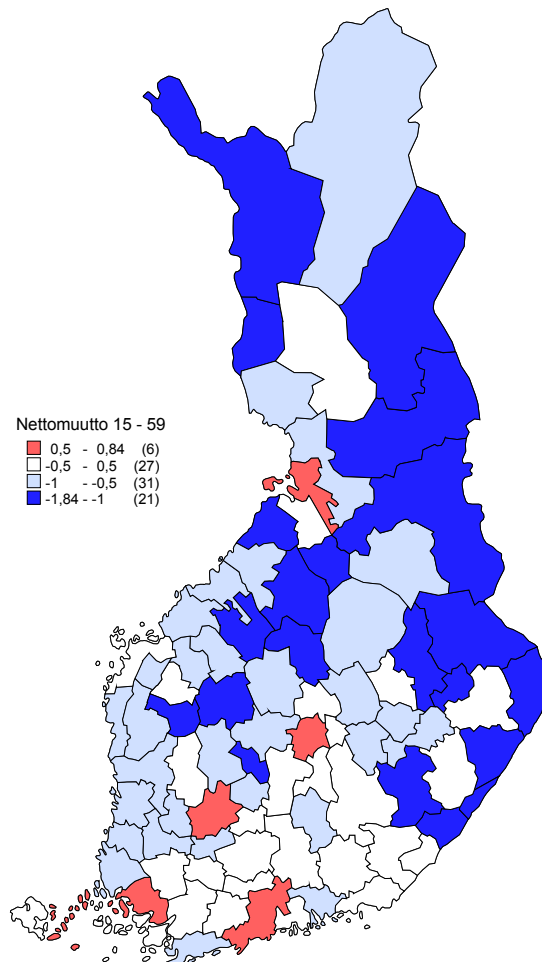 Nettomuutto 15 - 59
0,5 - 0,84 (6)
-0,5 - 0,5 (27)
-1 - -0,5 (31)
-1,84 - -1 (21)